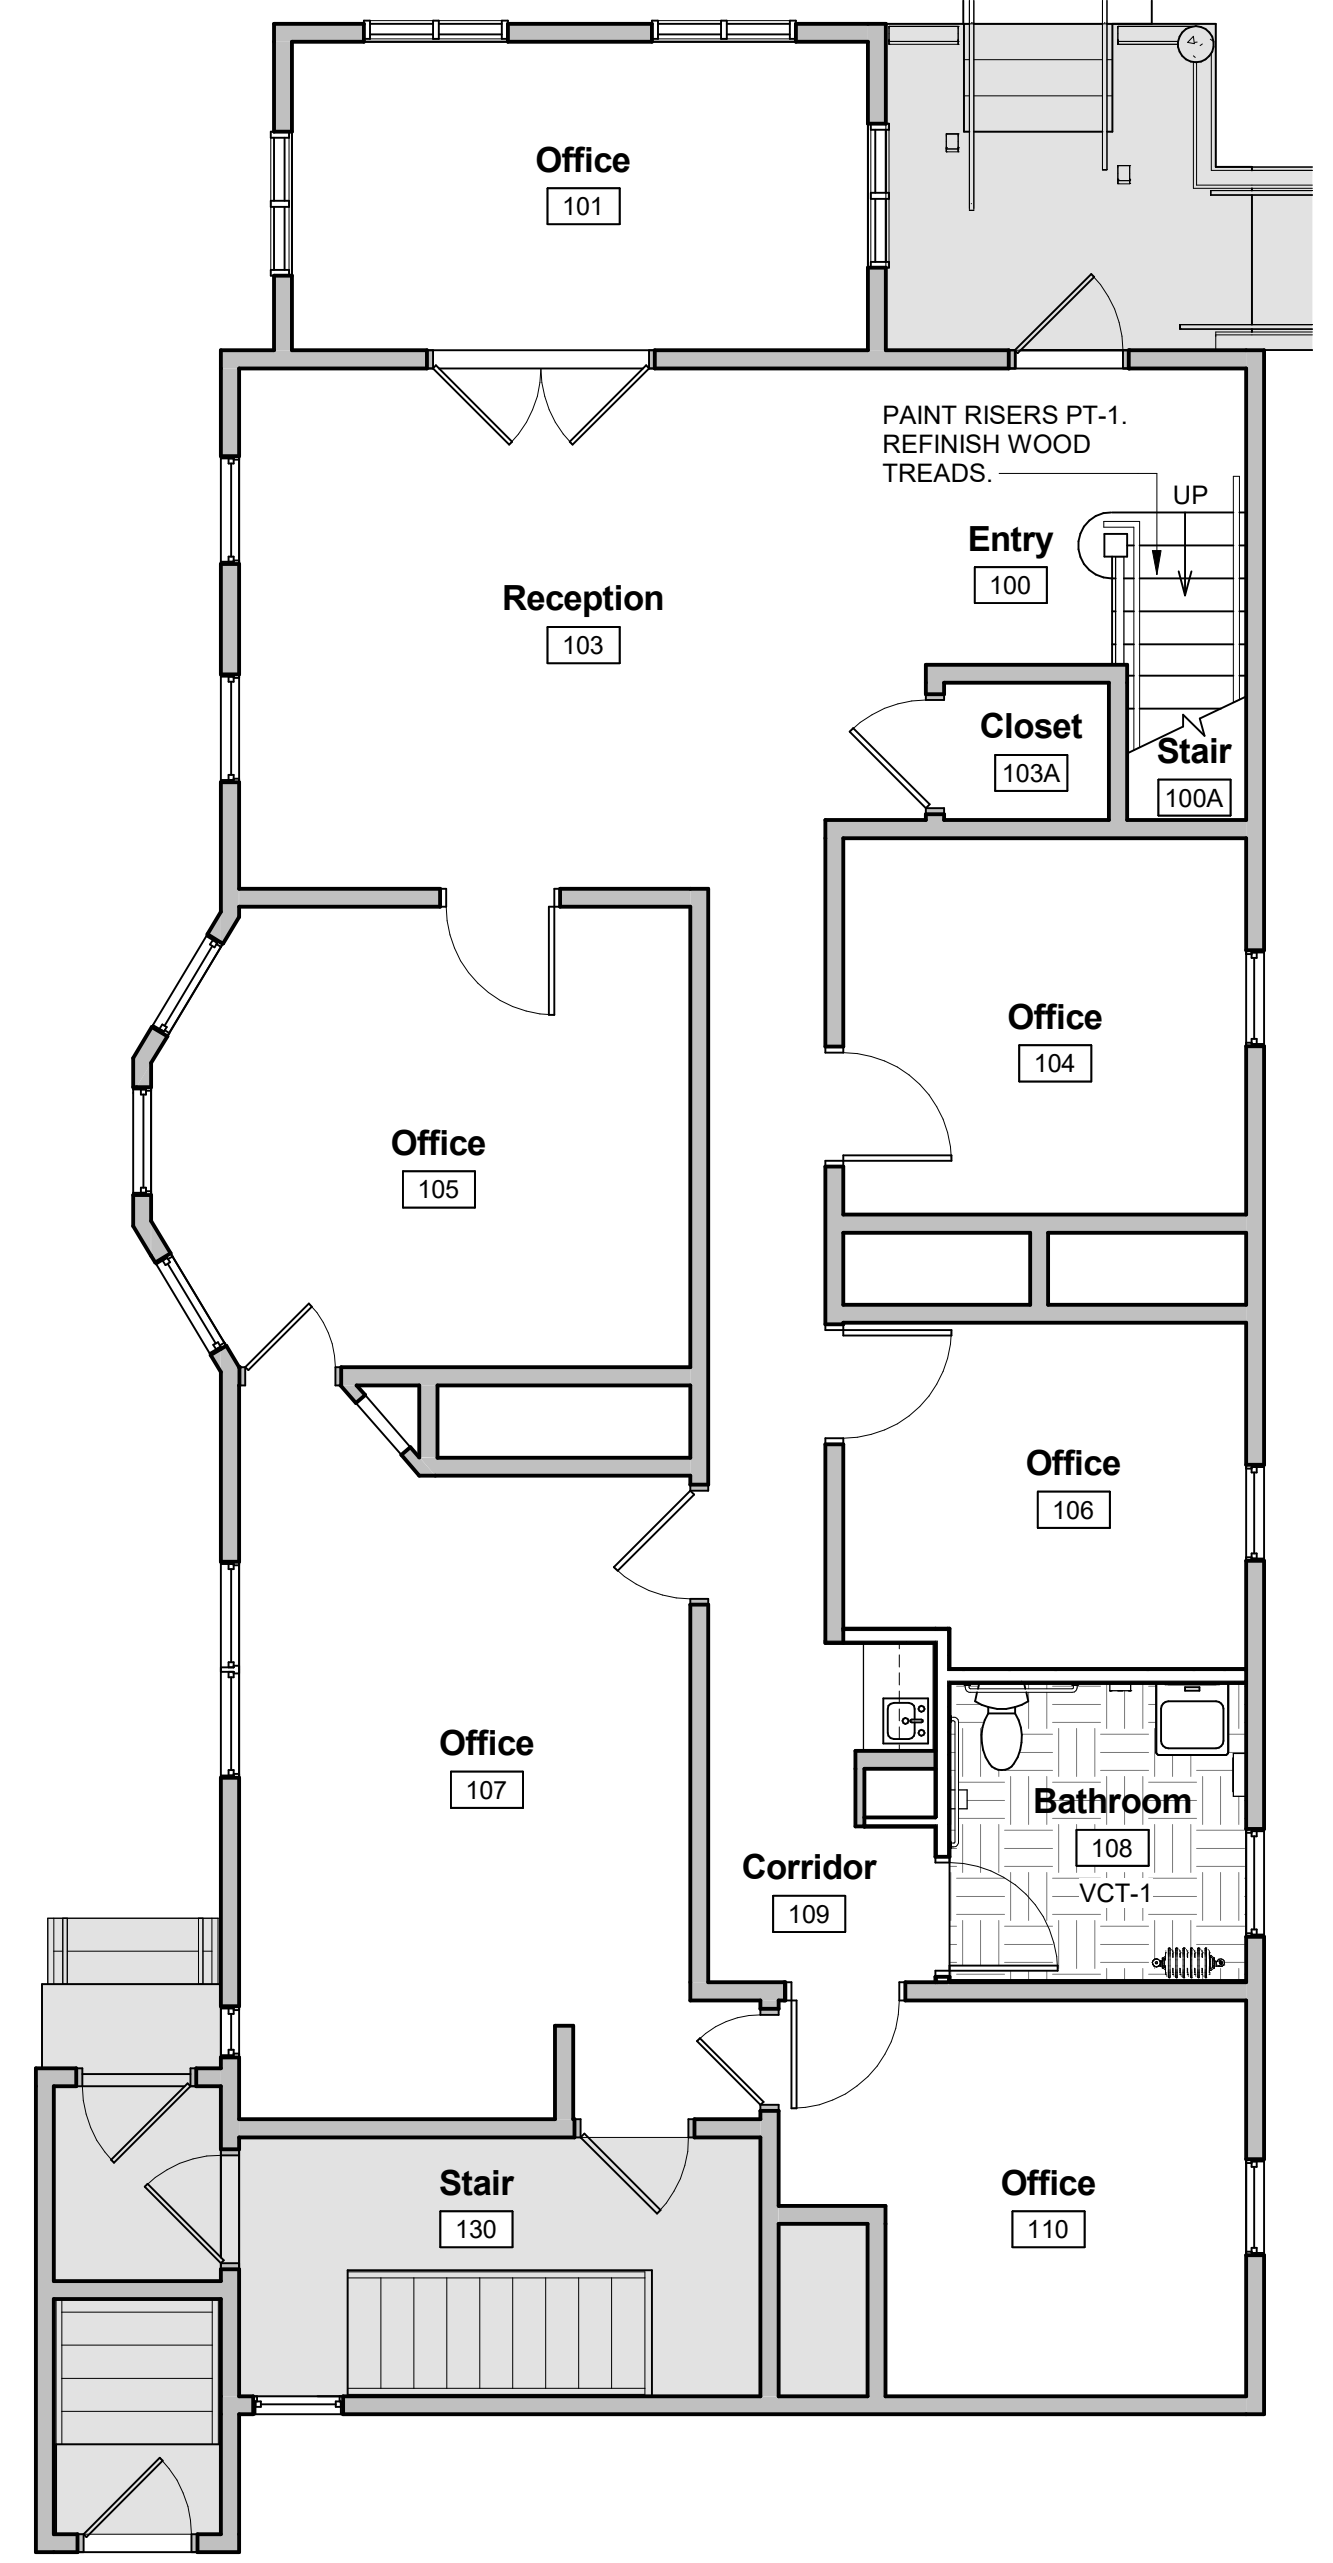 Office
101
PAINT RISERS PT-1.
REFINISH WOOD
TREADS.
UP
Entry
100
Reception
103
Closet
103A
Stair
100A
Office
104
Office
105
Office
106
Office
107
Bathroom
108
VCT-1
Corridor
109
Stair
130
Office
110